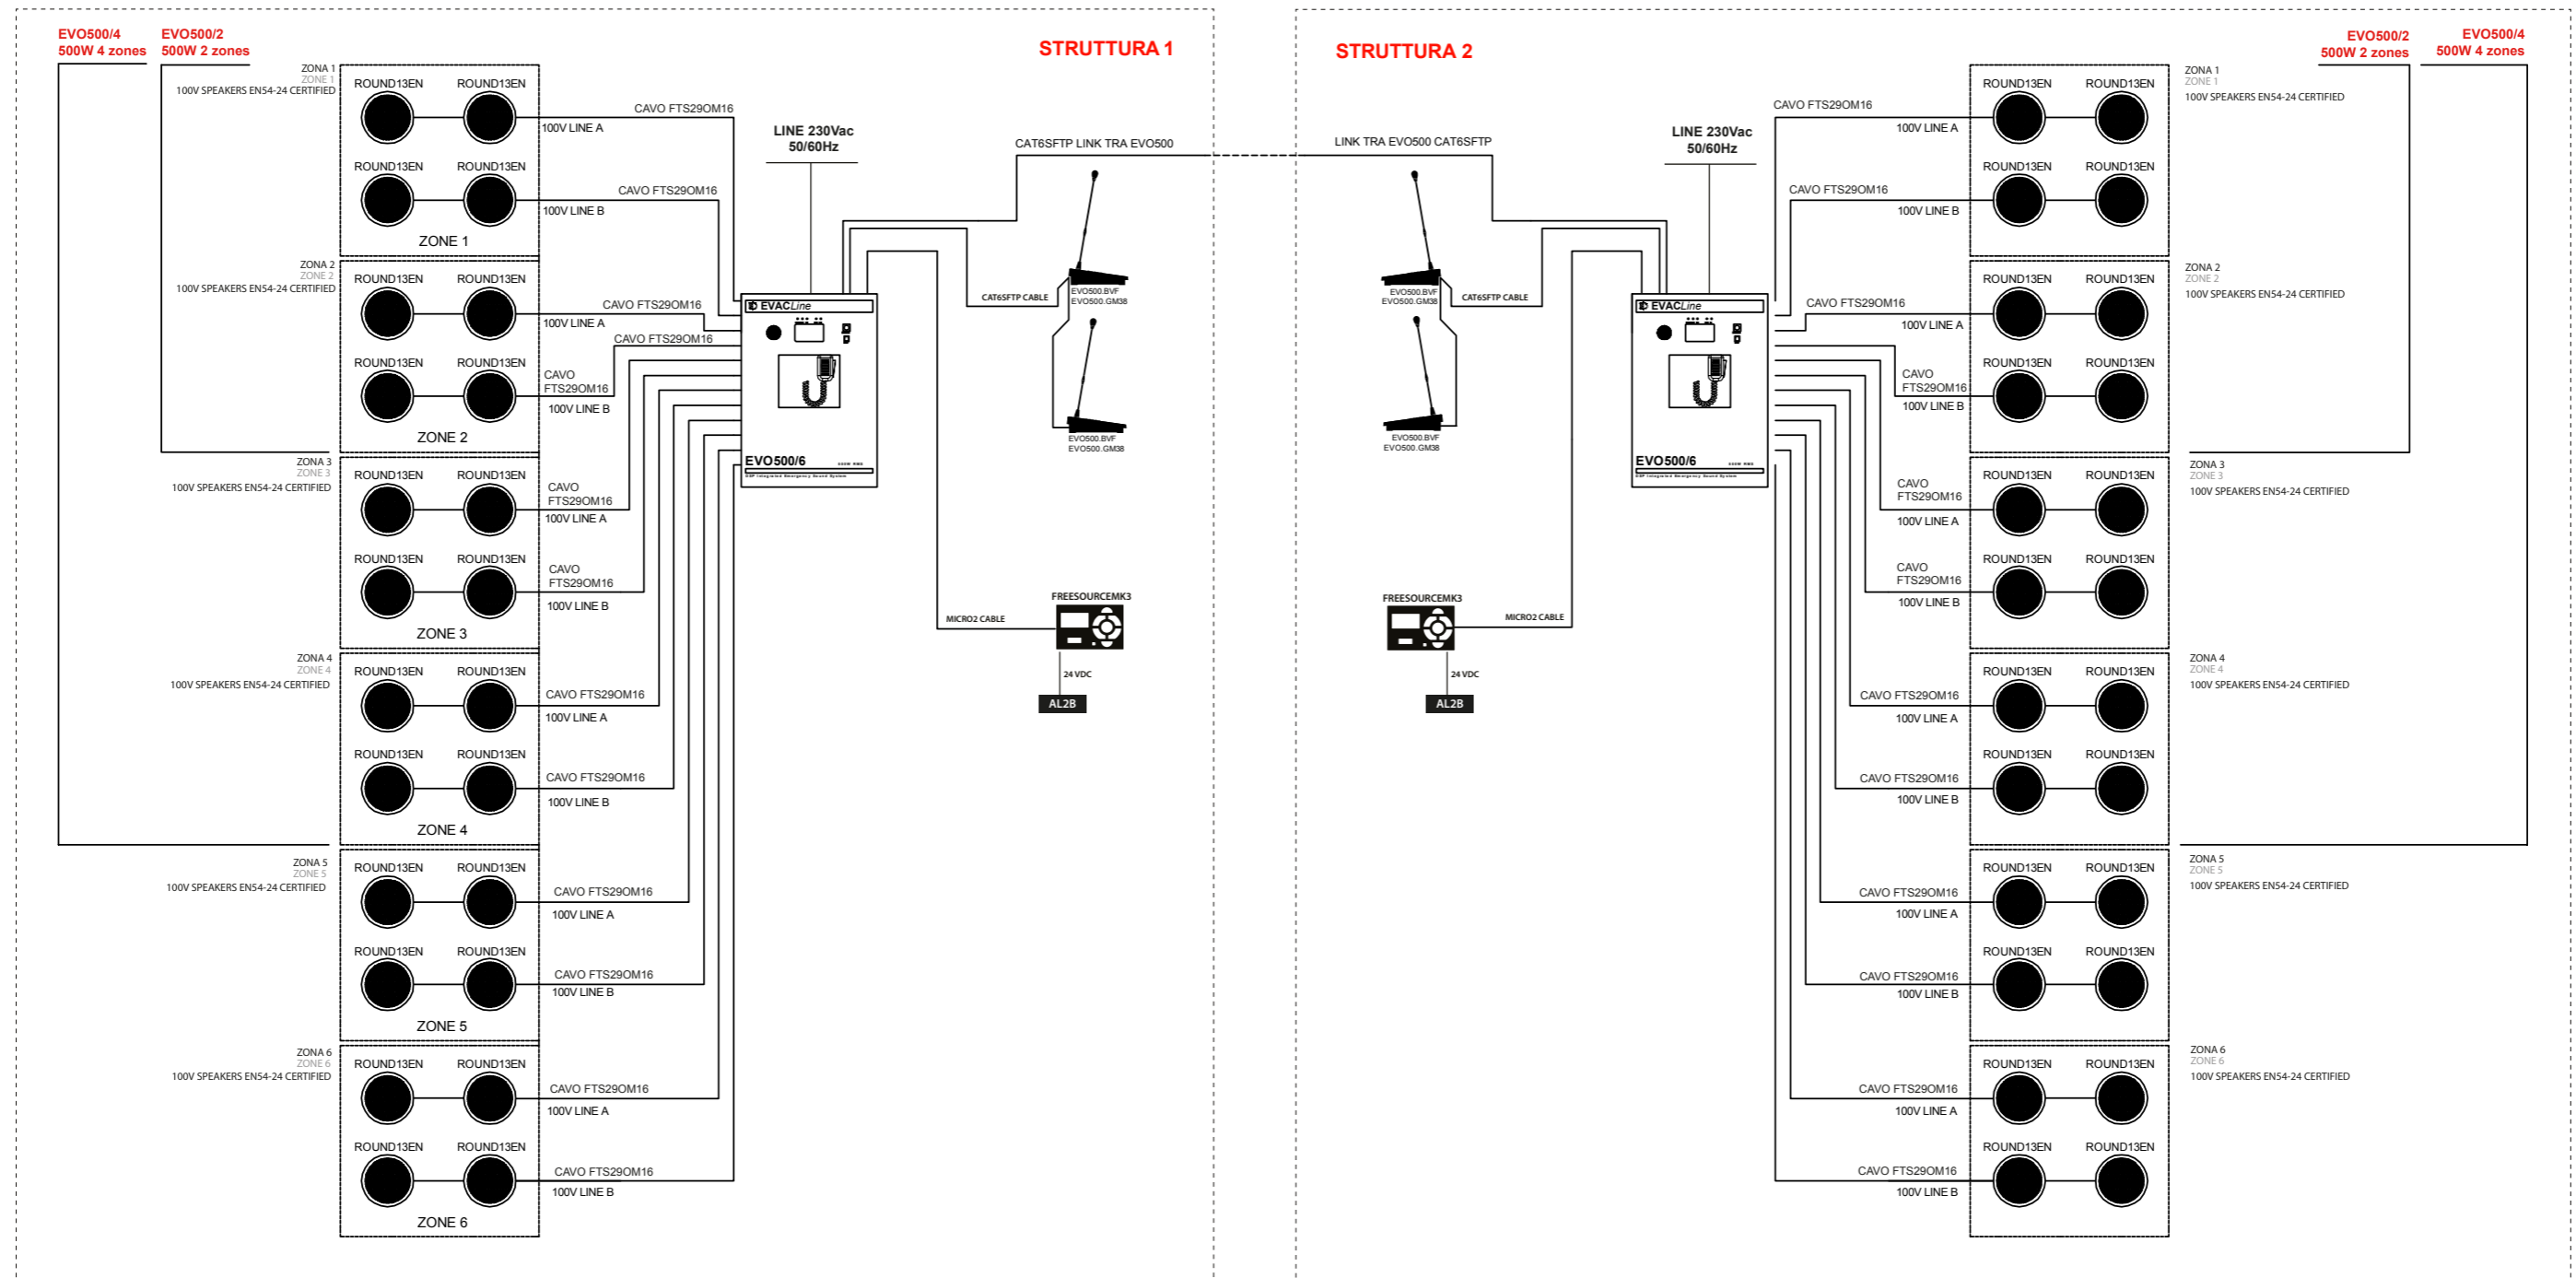 EVO500/4
500W 4 zones
EVO500/2
500W 2 zones
STRUTTURA 1
ZONA 1
ZONE 1
100V SPEAKERS EN54-24 CERTIFIED
ROUND13EN ROUND13EN
CAVO FTS29OM16
100V LINE A
ROUND13EN ROUND13EN
CAVO FTS29OM16
100V LINE B
ZONE 1
ZONA 2
ZONE 2
100V SPEAKERS EN54-24 CERTIFIED
ROUND13EN ROUND13EN
CAVO FTS29OM16
100V LINE A
CAVO FTS29OM16
ROUND13EN ROUND13EN
CAVO
FTS29OM16
100V LINE B
ZONE 2
ZONA 3
ZONE 3
100V SPEAKERS EN54-24 CERTIFIED
ROUND13EN ROUND13EN
CAVO
FTS29OM16
100V LINE A
ROUND13EN ROUND13EN
CAVO
FTS29OM16
100V LINE B
ZONE 3
ZONA 4
ZONE 4
100V SPEAKERS EN54-24 CERTIFIED
ROUND13EN ROUND13EN
CAVO FTS29OM16
100V LINE A
ROUND13EN ROUND13EN
CAVO FTS29OM16
100V LINE B
ZONE 4
ZONA 5
ZONE 5
100V SPEAKERS EN54-24 CERTIFIED
ROUND13EN ROUND13EN
CAVO FTS29OM16
100V LINE A
ROUND13EN ROUND13EN
CAVO FTS29OM16
100V LINE B
ZONE 5
ZONA 6
ZONE 6
100V SPEAKERS EN54-24 CERTIFIED
ROUND13EN ROUND13EN
CAVO FTS29OM16
100V LINE A
ROUND13EN ROUND13EN
CAVO FTS29OM16
100V LINE B
ZONE 6
LINE 230Vac
50/60Hz
EVACLine
EVO500/6
DSP Integrated Emergency Sound System
CAT6SFTP LINK TRA EVO500
CAT6SFTP CABLE
EVO500.BVF
EVO500.GM38
EVO500.BVF
EVO500.GM38
MICRO2 CABLE
FREESOURCEMK3
24 VDC
AL2B
STRUTTURA 2
LINK TRA EVO500 CAT6SFTP
EVO500.BVF
EVO500.GM38
CAT6SFTP CABLE
EVO500.BVF
EVO500.GM38
FREESOURCEMK3
MICRO2 CABLE
24 VDC
AL2B
LINE 230Vac
50/60Hz
EVACLine
EVO500/6
DSP Integrated Emergency Sound System
EVO500/2
500W 2 zones
EVO500/4
500W 4 zones
CAVO FTS29OM16
100V LINE A
ROUND13EN ROUND13EN
ZONA 1
ZONE 1
100V SPEAKERS EN54-24 CERTIFIED
CAVO FTS29OM16
100V LINE B
ROUND13EN ROUND13EN
CAVO FTS29OM16
100V LINE A
ROUND13EN ROUND13EN
ZONA 2
ZONE 2
100V SPEAKERS EN54-24 CERTIFIED
CAVO
FTS29OM16
100V LINE B
ROUND13EN ROUND13EN
CAVO
FTS29OM16
100V LINE A
ROUND13EN ROUND13EN
ZONA 3
ZONE 3
100V SPEAKERS EN54-24 CERTIFIED
CAVO
FTS29OM16
100V LINE B
ROUND13EN ROUND13EN
CAVO FTS29OM16
100V LINE A
ROUND13EN ROUND13EN
ZONA 4
ZONE 4
100V SPEAKERS EN54-24 CERTIFIED
CAVO FTS29OM16
100V LINE B
ROUND13EN ROUND13EN
CAVO FTS29OM16
100V LINE A
ROUND13EN ROUND13EN
ZONA 5
ZONE 5
100V SPEAKERS EN54-24 CERTIFIED
CAVO FTS29OM16
100V LINE B
ROUND13EN ROUND13EN
CAVO FTS29OM16
100V LINE A
ROUND13EN ROUND13EN
ZONA 6
ZONE 6
100V SPEAKERS EN54-24 CERTIFIED
CAVO FTS29OM16
100V LINE B
ROUND13EN ROUND13EN